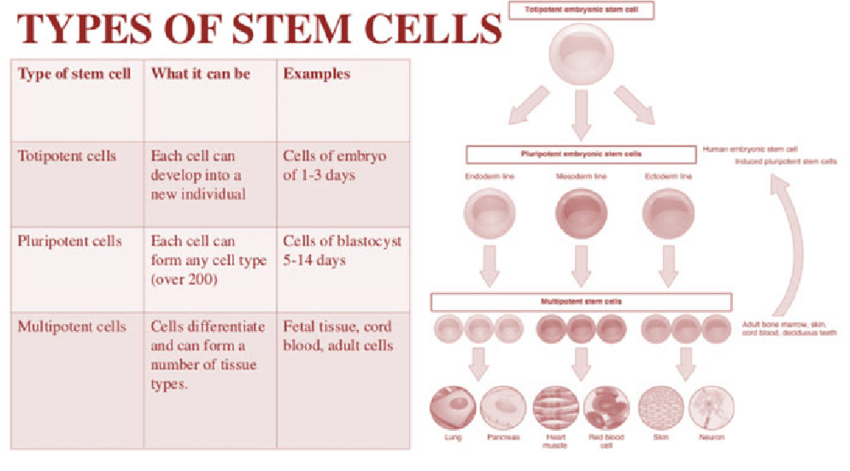 TYPES OF STEM CELLS
Type of stem cell
What it can be
Examples
Totipotent cells
Each cell can
develop into a
new individual
Cells of embryo
of 1-3 days
Pluripotent cells
Each cell can
form any cell type
(over 200)
Cells of blastocyst
5-14 days
Multipotent cells
Cells differentiate
and can form a
number of tissue
types.
Fetal tissue, cord
blood, adult cells
Totipotent embryonic stem cell
Pluripotent embryonic stem cells
Human embryonic stem cell
Induced pluripotent stem cells
Endoderm line
Mesoderm line
Ectoderm line
Multipotent stem cells
Adult bone marrow, skin,
cord blood, deciduous teeth
Lung
Pancreas
Heart
muscle
Red blood
cell
Skin
Neuron